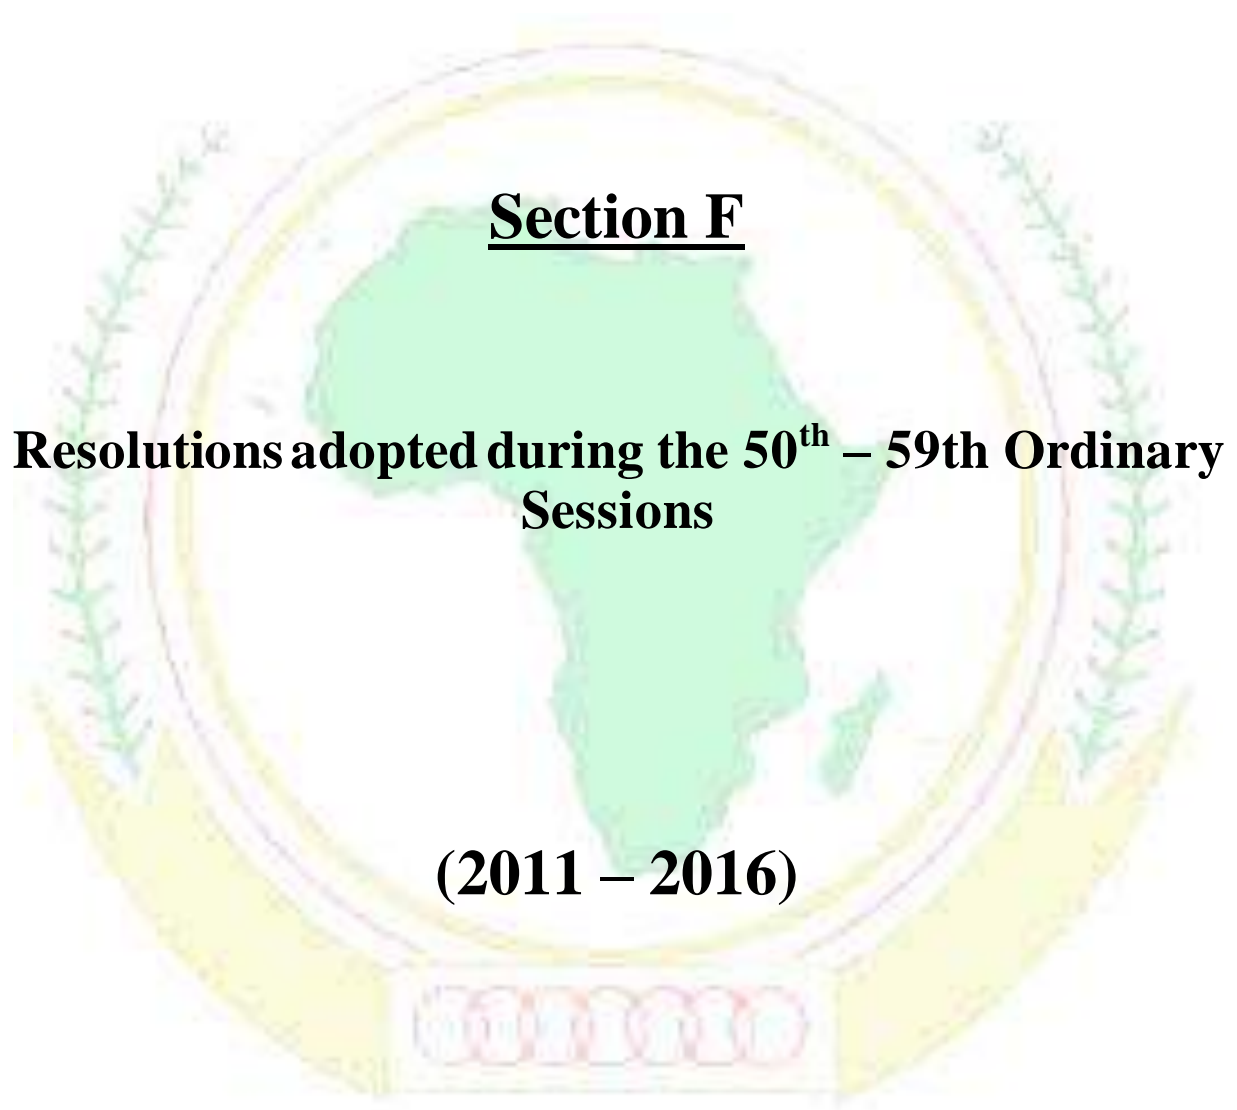 Section F
Resolutions adopted during the 50th – 59th Ordinary
Sessions
(2011 – 2016)